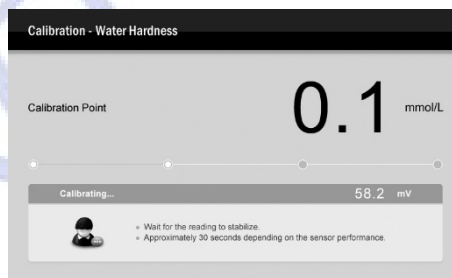 Calibration - Water Hardness
Calibration Point 0.1 mmol/L
Calibrating... 58.2 mV
Wait for the reading to stabilize.
Approximately 30 seconds depending on the sensor performance.